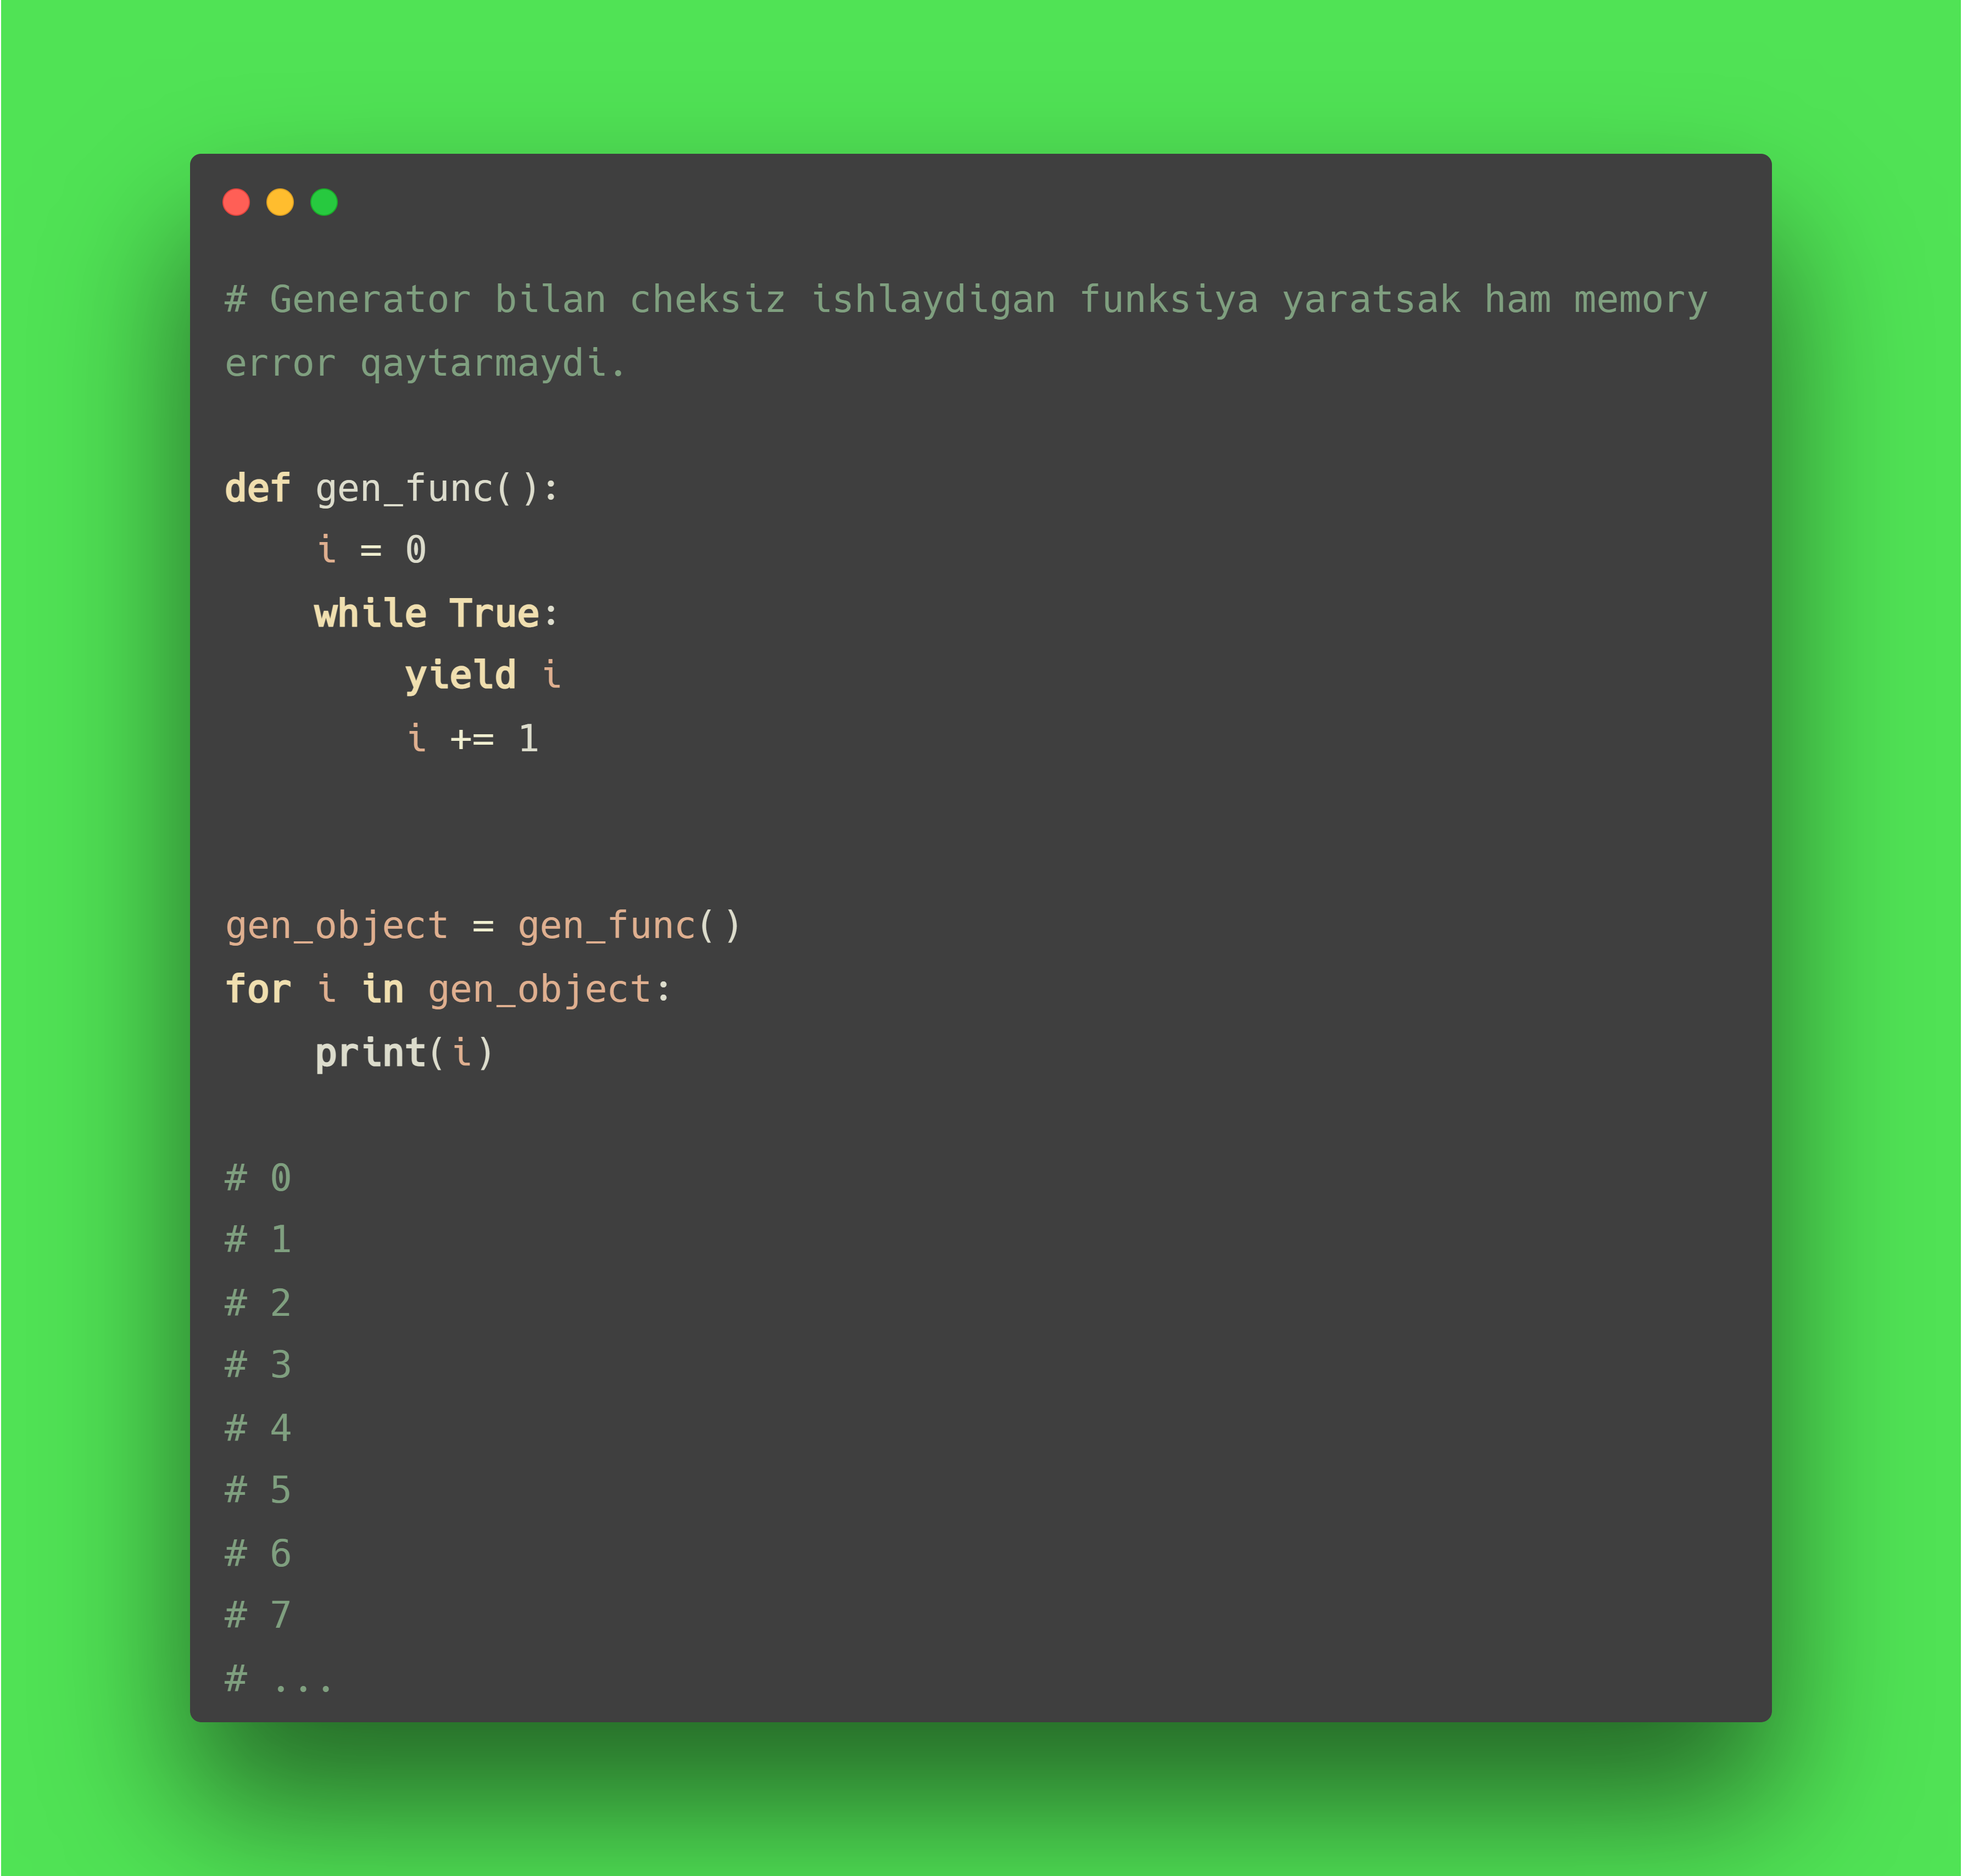 # Generator bilan cheksiz ishlaydigan funksiya yaratsak ham memory
error qaytarmaydi.
def gen_func():
    i = 0
    while True:
        yield i
        i += 1
gen_object = gen_func()
for i in gen_object:
    print(i)
# 0
# 1
# 2
# 3
# 4
# 5
# 6
# 7
# ...